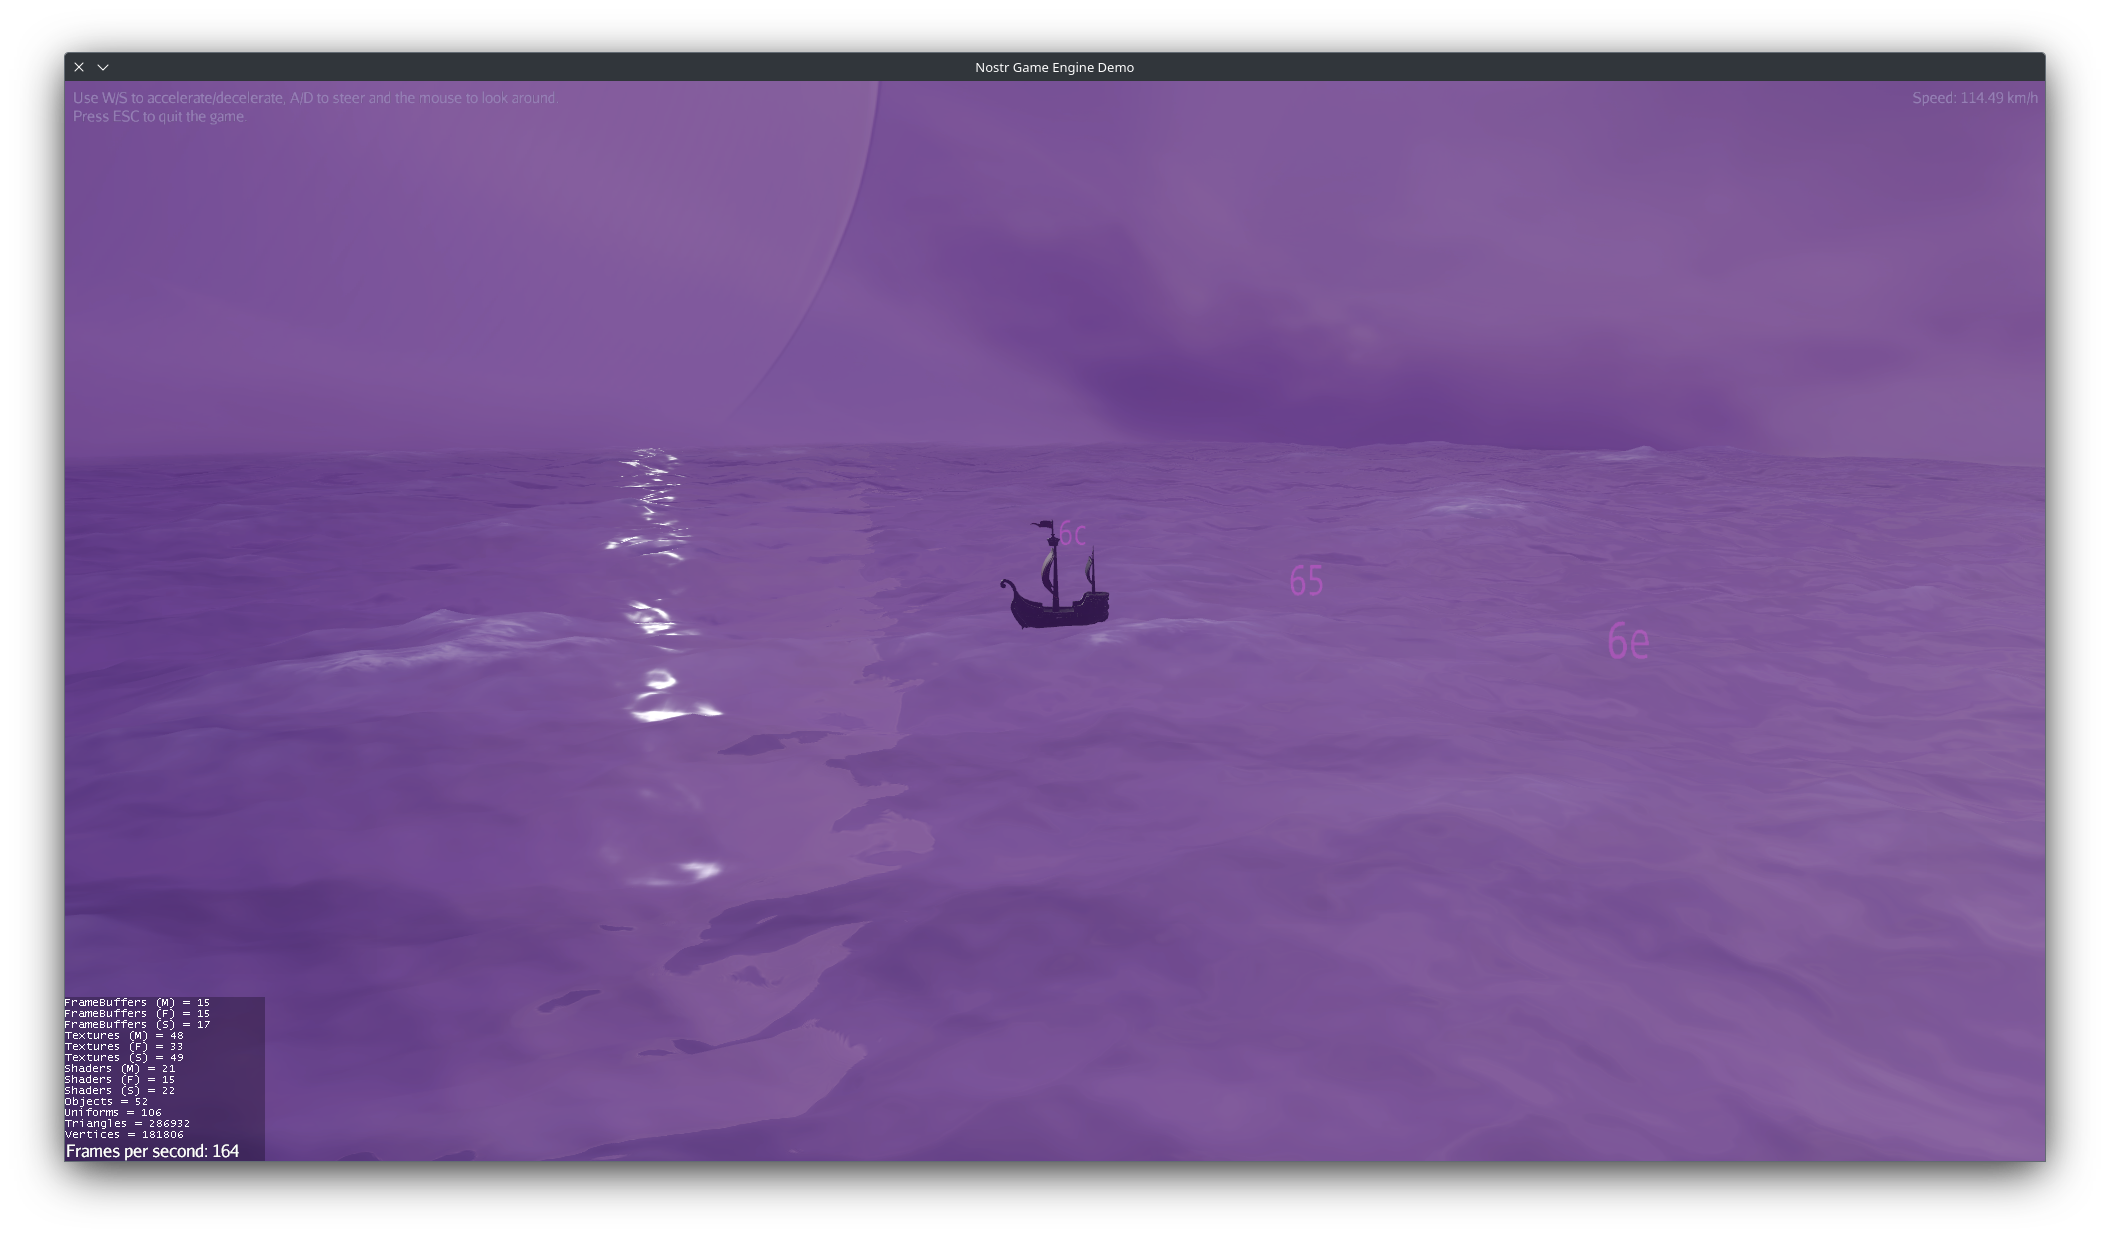 Nostr Game Engine Demo
Use W/S to accelerate/decelerate, A/D to steer and the mouse to look around.
Press ESC to quit the game.
Speed: 114.49 km/h
6c
65
6e
FrameBuffers (M) = 15
FrameBuffers (F) = 15
FrameBuffers (S) = 17
Textures (M) = 48
Textures (F) = 33
Textures (S) = 49
Shaders (M) = 21
Shaders (F) = 15
Shaders (S) = 22
Objects = 52
Uniforms = 106
Triangles = 286932
Vertices = 181806
Frames per second: 164